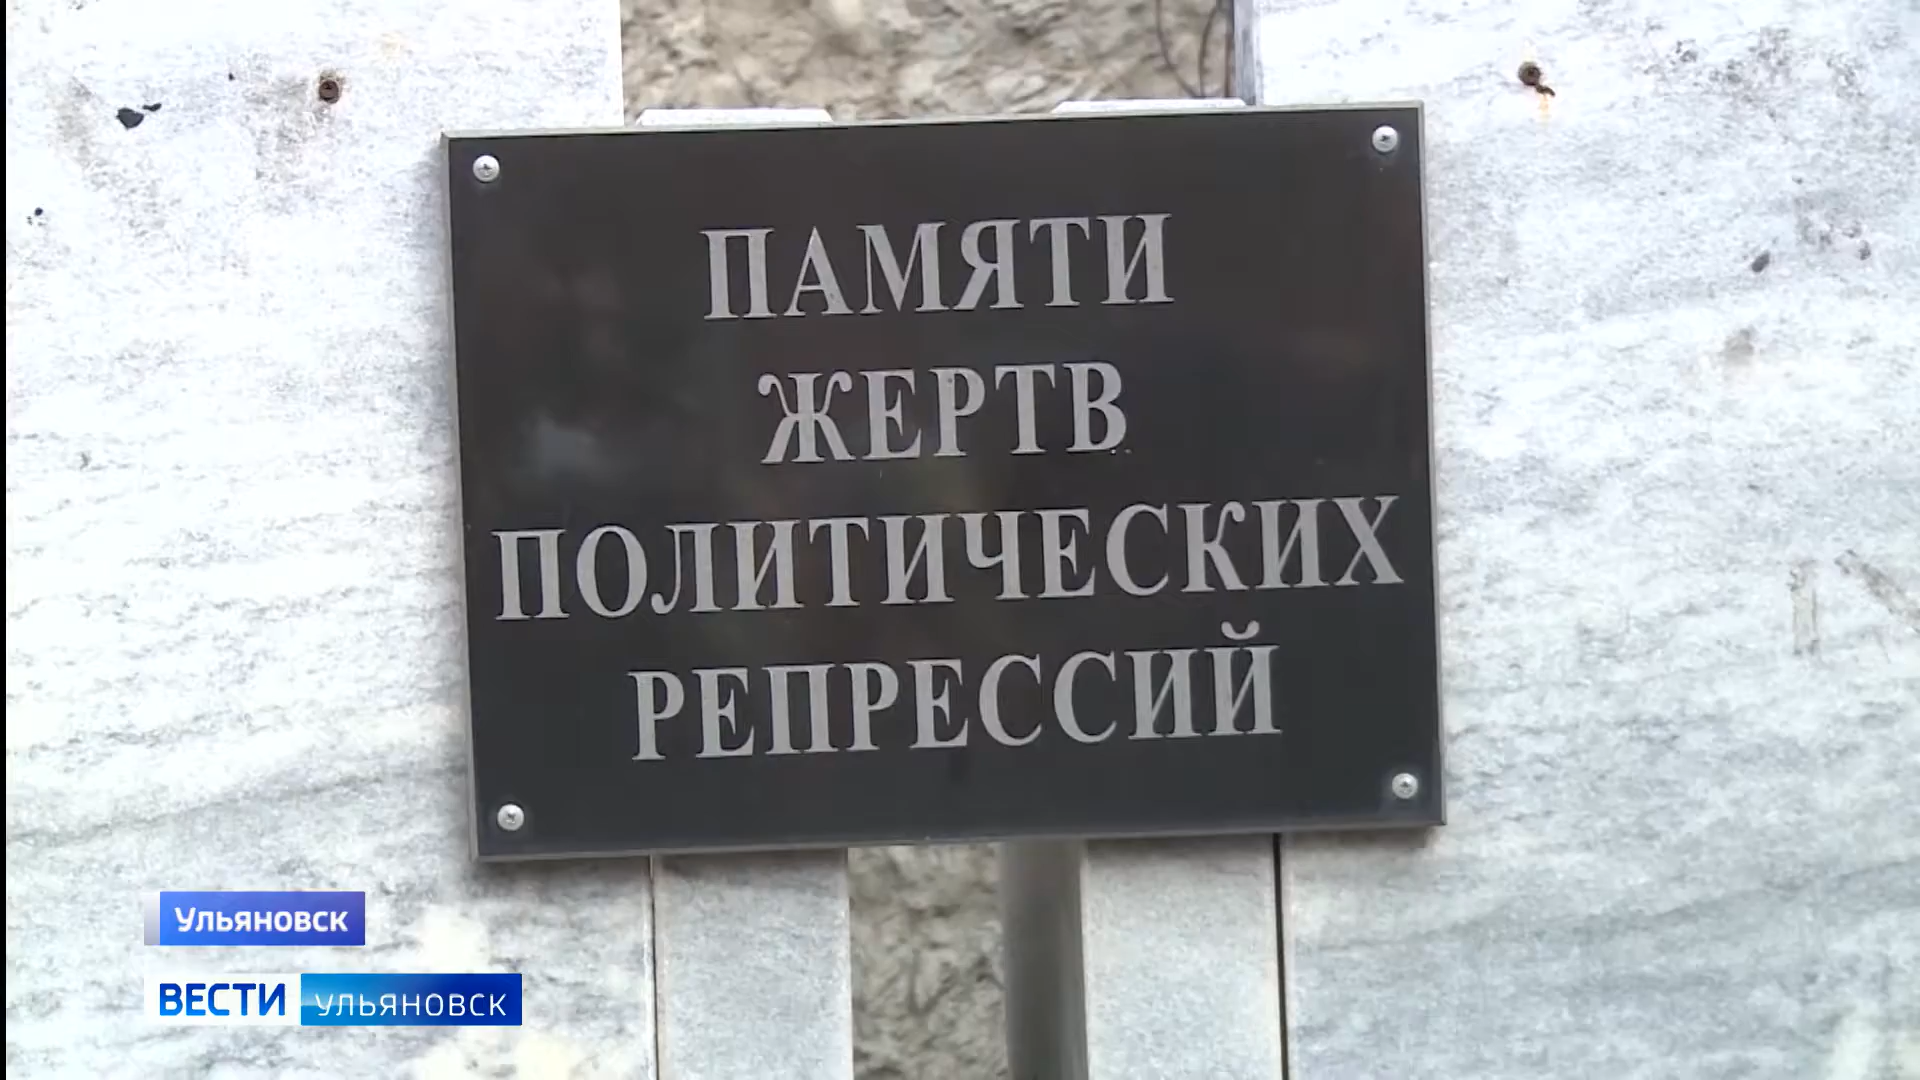 ПАМЯТИ
ЖЕРТВ
ПОЛИТИЧЕСКИХ
РЕПРЕССИЙ
Ульяновск
ВЕСТИ УЛЬЯНОВСК